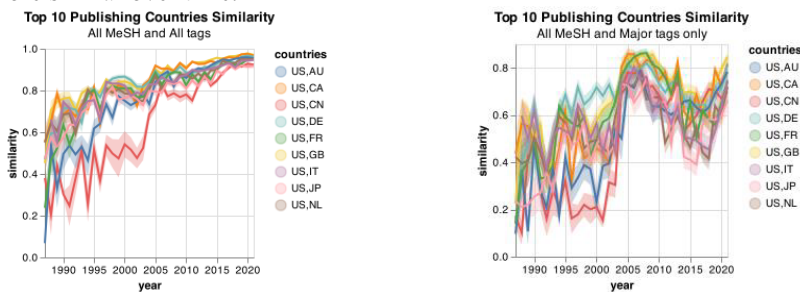 Top 10 Publishing Countries Similarity
All MeSH and All tags
1.0
0.8
0.6
0.4
0.2
0.0
similarity
1990 1995 2000 2005 2010 2015 2020
year
countries
US,AU
US,CA
US,CN
US,DE
US,FR
US,GB
US,IT
US,JP
US,NL
Top 10 Publishing Countries Similarity
All MeSH and Major tags only
0.8
0.6
0.4
0.2
0.0
similarity
1990 1995 2000 2005 2010 2015 2020
year
countries
US,AU
US,CA
US,CN
US,DE
US,FR
US,GB
US,IT
US,JP
US,NL